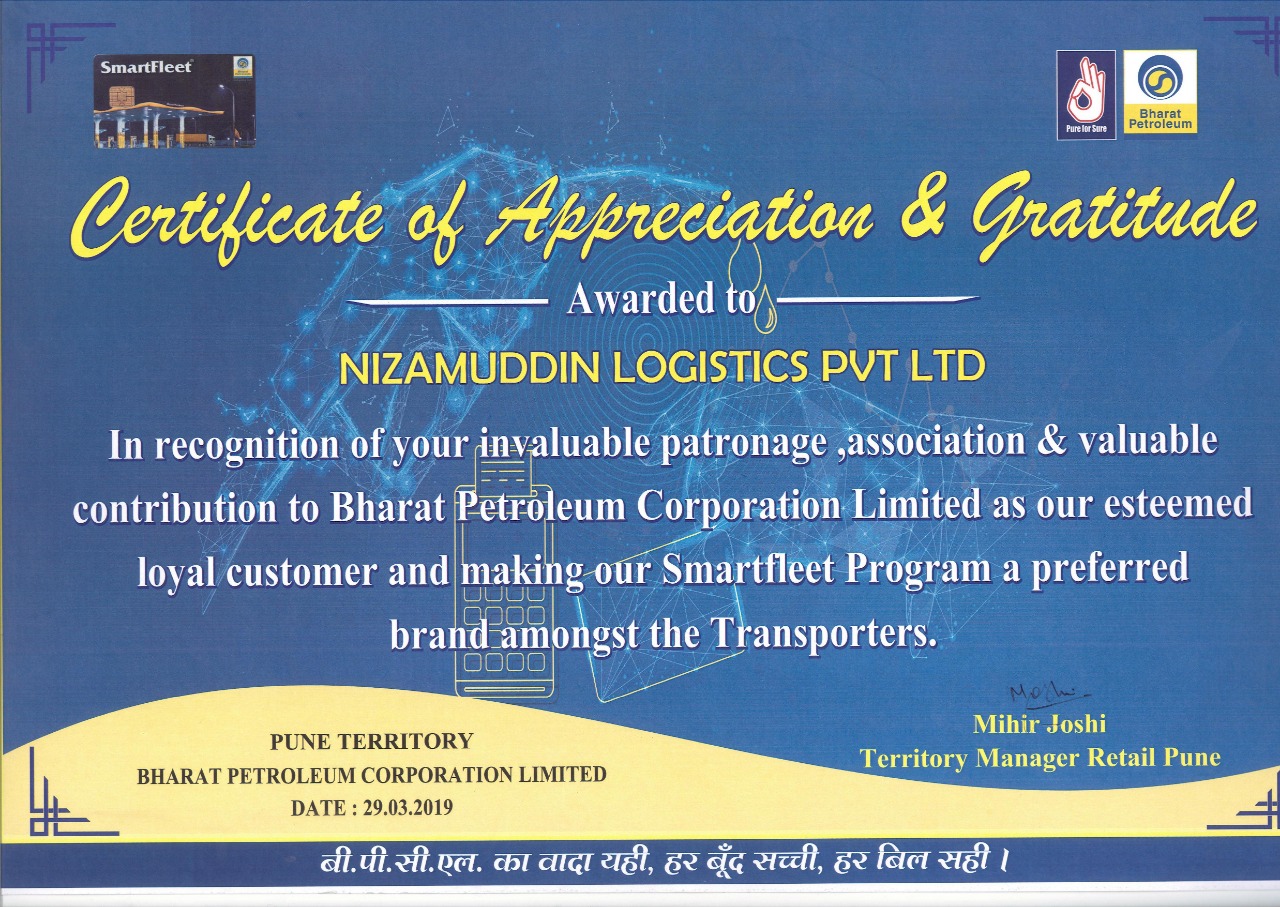 SmartFleet
Pure for Sure
Bharat
Petroleum
Certificate of Appreciation & Gratitude
Awarded to
NIZAMUDDIN LOGISTICS PVT LTD
In recognition of your invaluable patronage ,association & valuable
contribution to Bharat Petroleum Corporation Limited as our esteemed
loyal customer and making our Smartfleet Program a preferred
brand amongst the Transporters.
Mihir Joshi
Territory Manager Retail Pune
PUNE TERRITORY
BHARAT PETROLEUM CORPORATION LIMITED
DATE : 29.03.2019
बी.पी.सी.एल. का वादा यही, हर बूँद सच्ची, हर बिल सही ।